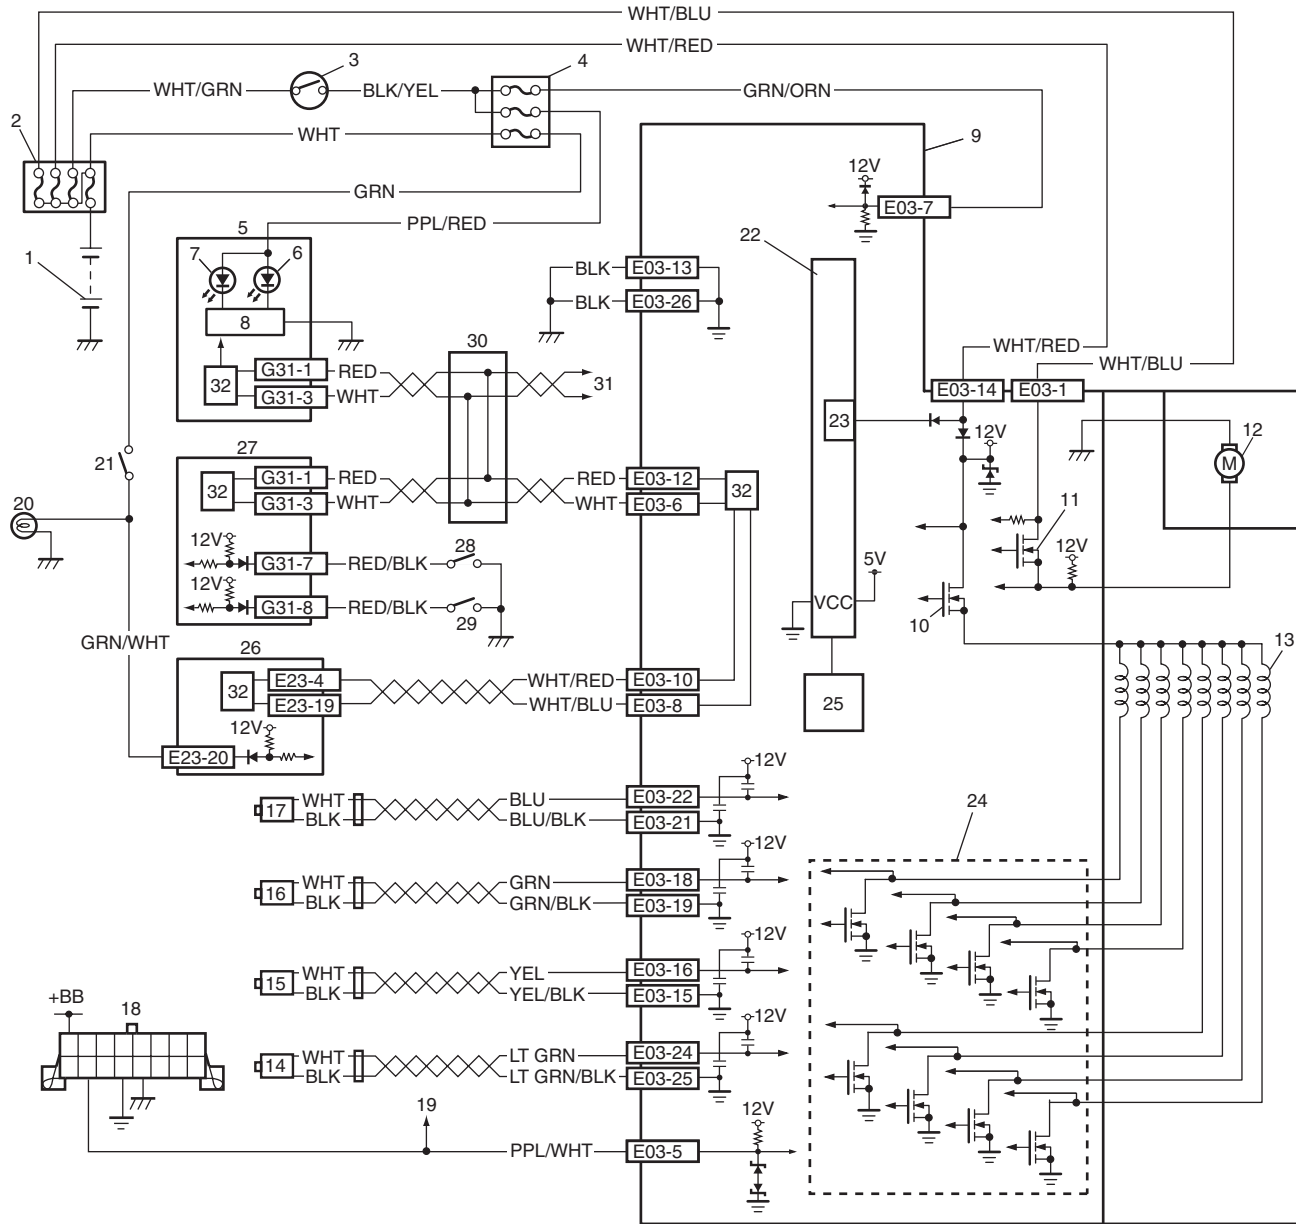 WHT/BLU
WHT/RED
3
4
WHT/GRN
BLK/YEL
GRN/ORN
2
WHT
9
12V
GRN
E03-7
PPL/RED
5
22
7
6
1
BLK
E03-13
BLK
E03-26
8
30
WHT/RED
WHT/BLU
G31-1
RED
31
32
G31-3
WHT
E03-14
E03-1
23
12V
12
M
27
21
G31-1
RED
RED
E03-12
32
32
G31-3
WHT
WHT
E03-6
11
20
12V
28
12V
G31-7
RED/BLK
5V
12V
G31-8
RED/BLK
VCC
29
10
GRN/WHT
26
13
E23-4
WHT/RED
E03-10
32
E23-19
WHT/BLU
E03-8
25
12V
E23-20
12V
WHT
BLU
E03-22
17
BLK
BLU/BLK
E03-21
24
12V
WHT
GRN
E03-18
16
BLK
GRN/BLK
E03-19
12V
WHT
YEL
E03-16
15
BLK
YEL/BLK
E03-15
+BB
18
12V
WHT
LT GRN
E03-24
14
BLK
LT GRN/BLK
E03-25
19
12V
PPL/WHT
E03-5